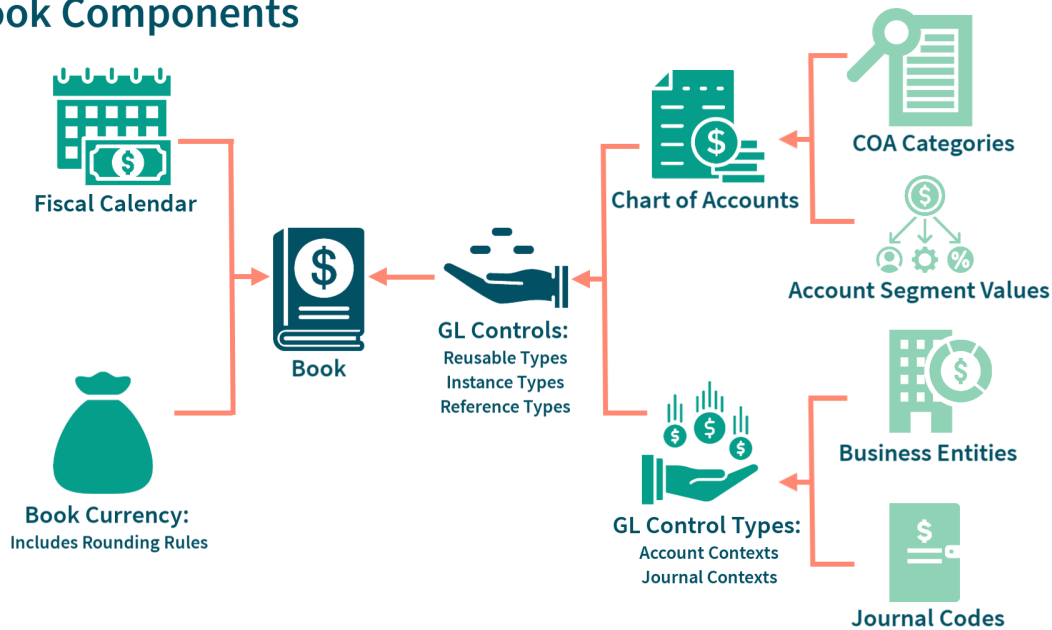 ook Components
Fiscal Calendar
Book Currency:
Includes Rounding Rules
Book
GL Controls:
Reusable Types
Instance Types
Reference Types
Chart of Accounts
GL Control Types:
Account Contexts
Journal Contexts
COA Categories
Account Segment Values
Business Entities
Journal Codes